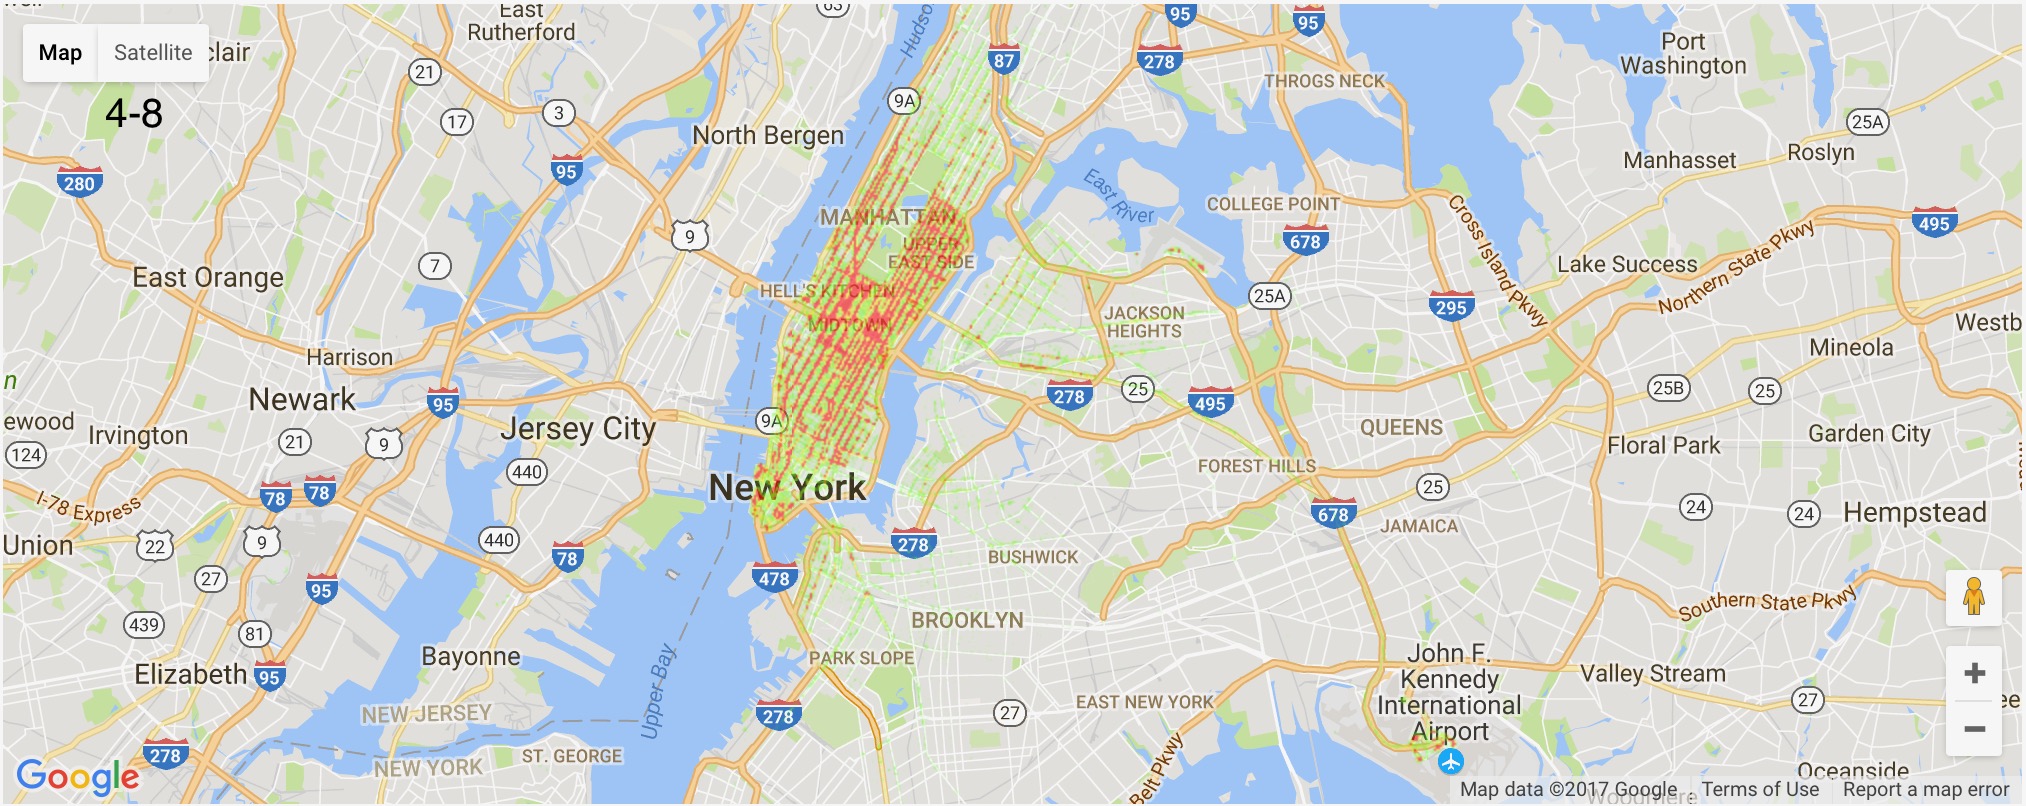 East
Rutherford
63
95
95
Map
Satellite
clair
Hudso
87
278
Port
Washington
21
THROGS NECK
4-8
17
3
9A
North Bergen
25A
Manhasset
Roslyn
280
95
East River
COLLEGE POINT
Cross Island Pkwy
MANHATTAN
495
9
678
UPPER
EAST SIDE
Northern State Pkwy
7
Lake Success
East Orange
HELL'S KITCHEN
25A
295
JACKSON
HEIGHTS
MIDTOWN
Westb
Harrison
Mineola
n
Newark
95
278
25
495
25B
25
ewood
Irvington
21
9
Jersey City
9A
QUEENS
Floral Park
Garden City
124
440
FOREST HILLS
I-78 Express
78
78
New York
25
24
24
Hempstead
678
JAMAICA
Union
22
9
440
78
278
BUSHWICK
27
95
478
Southern State Pkwy
439
81
BROOKLYN
Elizabeth
95
Bayonne
PARK SLOPE
John F.
Kennedy
International
Airport
Valley Stream
Upper Bay
NEW JERSEY
278
27
EAST NEW YORK
27
ee
278
NEW YORK
ST. GEORGE
Belt Pkwy
Oceanside
Woodmere
Google
Map data ©2017 Google
Terms of Use
Report a map error